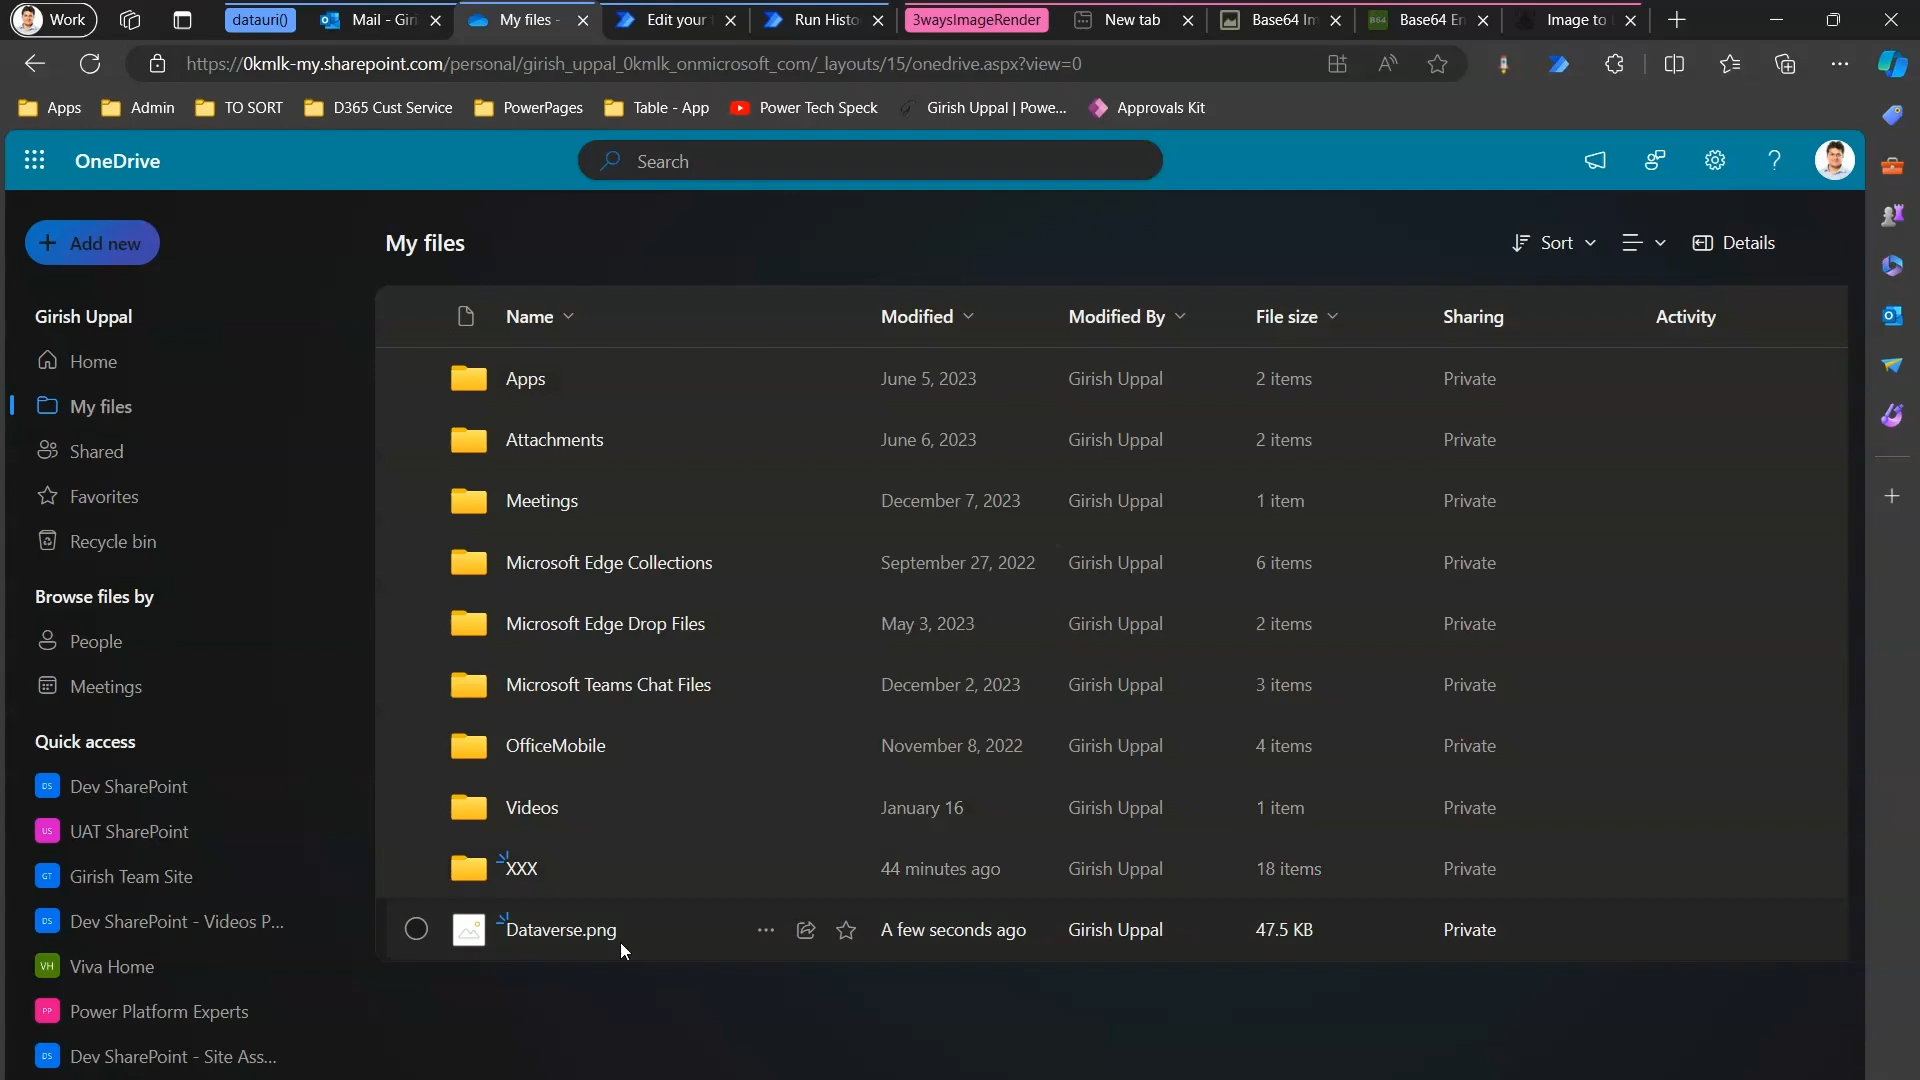 Work
datauri()
Mail - Giri
My files -
Edit your
Run Histo
3waysImageRender
New tab
Base64 Im
Base64 En
Image to
https://0kmlk-my.sharepoint.com/personal/girish_uppal_0kmlk_onmicrosoft_com/_layouts/15/onedrive.aspx?view=0
Apps
Admin
TO SORT
D365 Cust Service
PowerPages
Table - App
Power Tech Speck
Girish Uppal | Powe...
Approvals Kit
OneDrive
Search
Add new
My files
Sort
Details
Girish Uppal
Home
My files
Shared
Favorites
Recycle bin
Browse files by
People
Meetings
Quick access
DS Dev SharePoint
US UAT SharePoint
GT Girish Team Site
DS Dev SharePoint - Videos P...
VH Viva Home
PP Power Platform Experts
DS Dev SharePoint - Site Ass...
Name Modified Modified By File size Sharing Activity
Apps June 5, 2023 Girish Uppal 2 items Private
Attachments June 6, 2023 Girish Uppal 2 items Private
Meetings December 7, 2023 Girish Uppal 1 item Private
Microsoft Edge Collections September 27, 2022 Girish Uppal 6 items Private
Microsoft Edge Drop Files May 3, 2023 Girish Uppal 2 items Private
Microsoft Teams Chat Files December 2, 2023 Girish Uppal 3 items Private
OfficeMobile November 8, 2022 Girish Uppal 4 items Private
Videos January 16 Girish Uppal 1 item Private
XXX 44 minutes ago Girish Uppal 18 items Private
Dataverse.png A few seconds ago Girish Uppal 47.5 KB Private